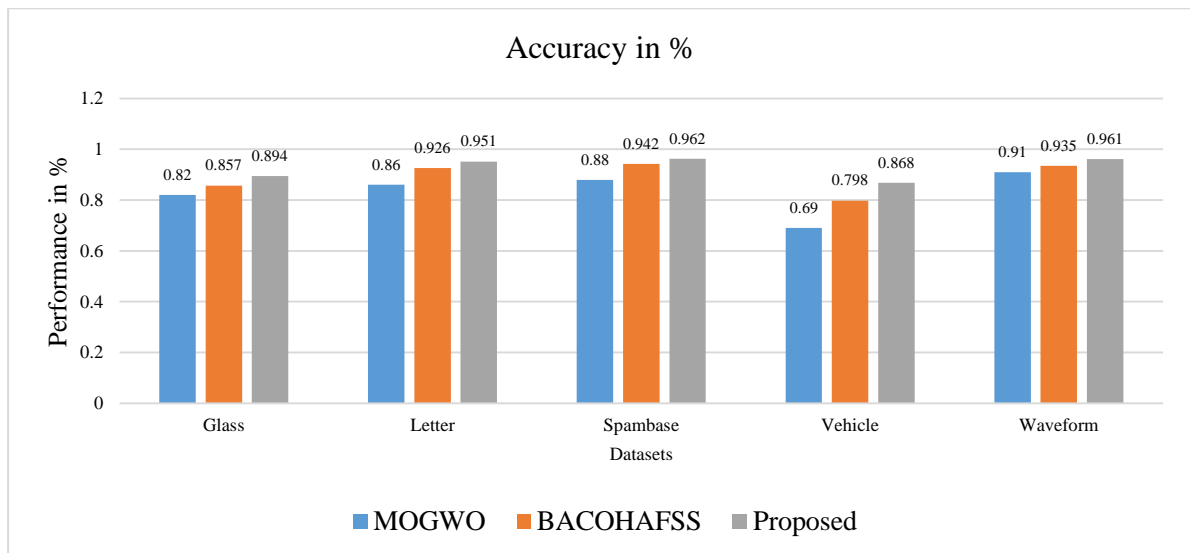 Accuracy in %
Performance in %
1.2
1
0.8
0.6
0.4
0.2
0
0.82 0.857 0.894
0.86 0.926 0.951
0.88 0.942 0.962
0.69 0.798 0.868
0.91 0.935 0.961
Glass Letter Spambase Vehicle Waveform
Datasets
MOGWO BACOHAFSS Proposed